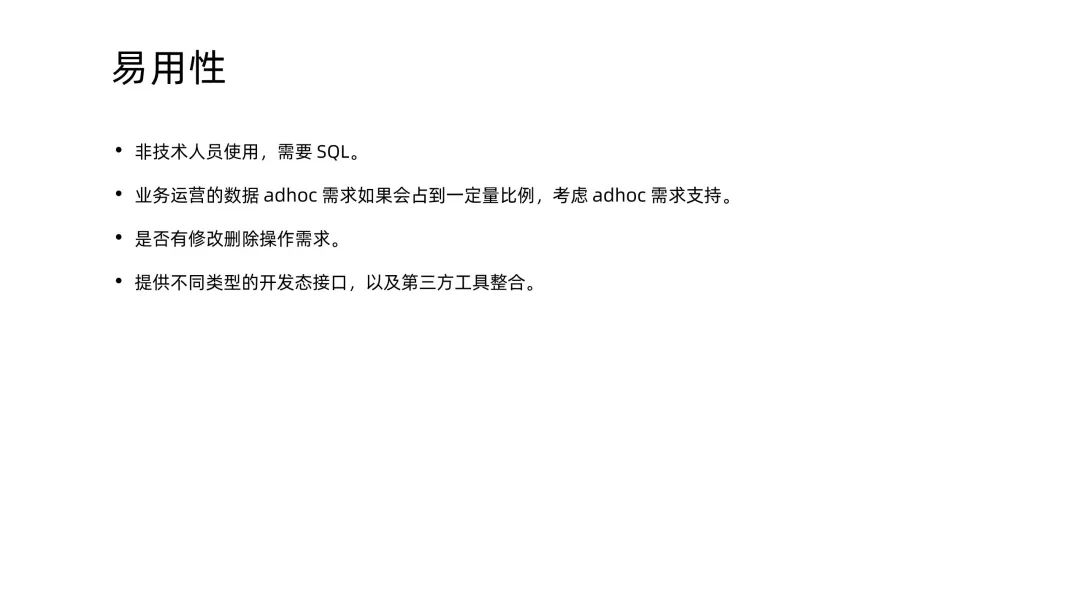 易用性
• 非技术人员使用，需要 SQL。
• 业务运营的数据 adhoc 需求如果会占到一定量比例，考虑 adhoc 需求支持。
• 是否有修改删除操作需求。
• 提供不同类型的开发态接口，以及第三方工具整合。